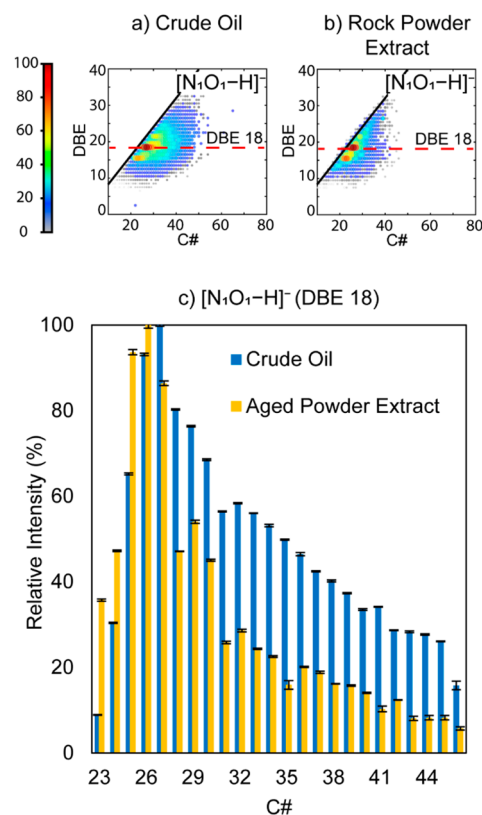 a) Crude Oil
b) Rock Powder
Extract
100
80
60
40
20
0
[N₁O₁−H]⁻
DBE 18
DBE
40
30
20
10
0
20
40
60
80
C#
[N₁O₁−H]⁻
DBE 18
DBE
40
30
20
10
0
20
40
60
80
C#
c) [N₁O₁−H]⁻ (DBE 18)
100
80
60
40
20
0
Relative Intensity (%)
Crude Oil
Aged Powder Extract
23 26 29 32 35 38 41 44
C#